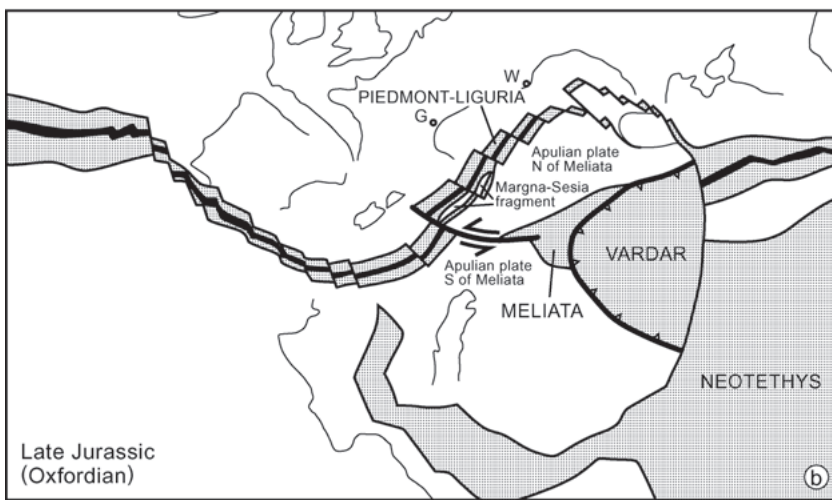 W
PIEDMONT-LIGURIA
G
Apulian plate
N of Meliata
Margna-Sesia
fragment
VARDAR
Apulian plate
S of Meliata
MELIATA
NEOTETHYS
Late Jurassic
(Oxfordian)
b